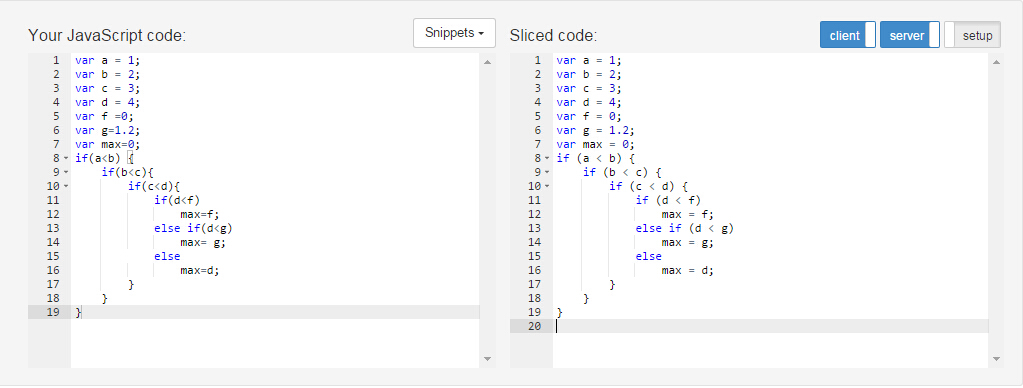 Your JavaScript code:
Snippets
1 var a = 1;
2 var b = 2;
3 var c = 3;
4 var d = 4;
5 var f =0;
6 var g=1.2;
7 var max=0;
8 if(a<b) {
9 if(b<c){
10 if(c<d){
11 if(d<f)
12 max=f;
13 else if(d<g)
14 max= g;
15 else
16 max=d;
17 }
18 }
19 }
Sliced code:
client
server
setup
1 var a = 1;
2 var b = 2;
3 var c = 3;
4 var d = 4;
5 var f = 0;
6 var g = 1.2;
7 var max = 0;
8 if (a < b) {
9 if (b < c) {
10 if (c < d) {
11 if (d < f)
12 max = f;
13 else if (d < g)
14 max = g;
15 else
16 max = d;
17 }
18 }
19 }
20